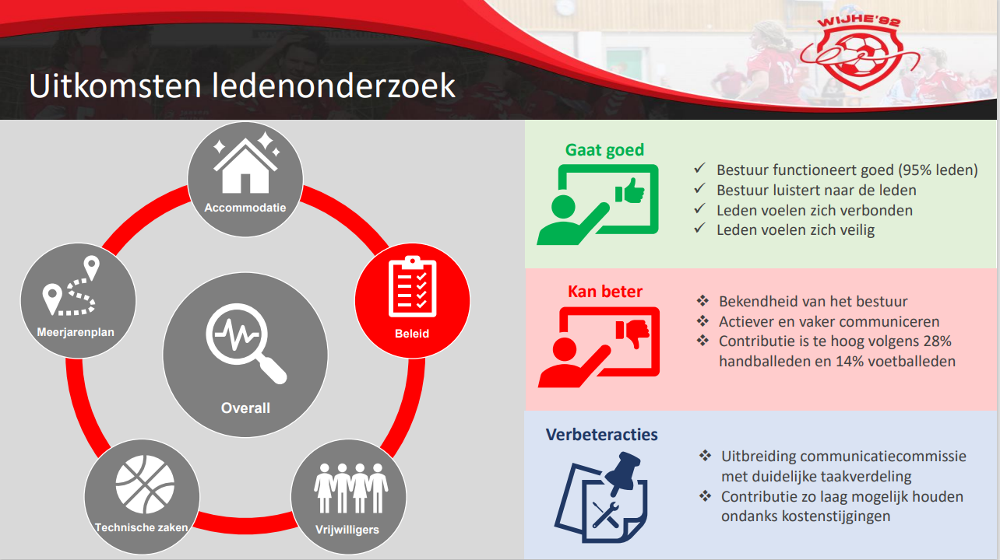 WIJHE'92
Uitkomsten ledenonderzoek
Accommodatie
Meerjarenplan
Beleid
Overall
Technische zaken
Vrijwilligers
Gaat goed
Bestuur functioneert goed (95% leden)
Bestuur luistert naar de leden
Leden voelen zich verbonden
Leden voelen zich veilig
Kan beter
Bekendheid van het bestuur
Actiever en vaker communiceren
Contributie is te hoog volgens 28%
handballeden en 14% voetballeden
Verbeteracties
Uitbreiding communicatiecommissie
met duidelijke taakverdeling
Contributie zo laag mogelijk houden
ondanks kostenstijgingen